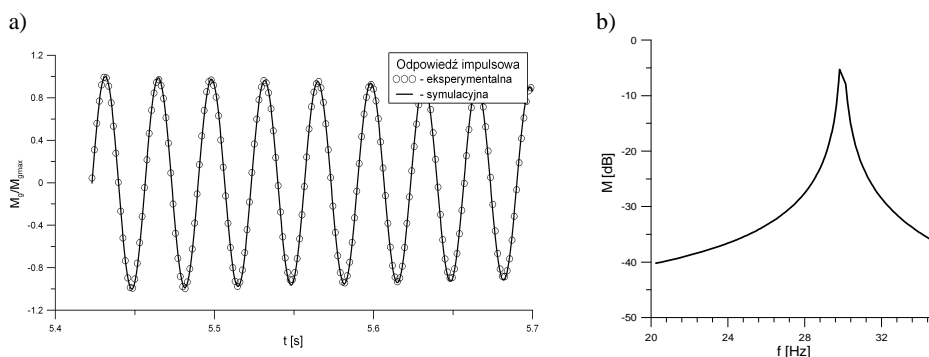 a)
b)
1.2
0.8
0.4
0
-0.4
-0.8
-1.2
Mg/Mgmax
5.4
5.5
5.6
5.7
t [s]
Odpowiedź impulsowa
- eksperymentalna
- symulacyjna
0
-10
-20
-30
-40
-50
M [dB]
20
24
28
32
f [Hz]